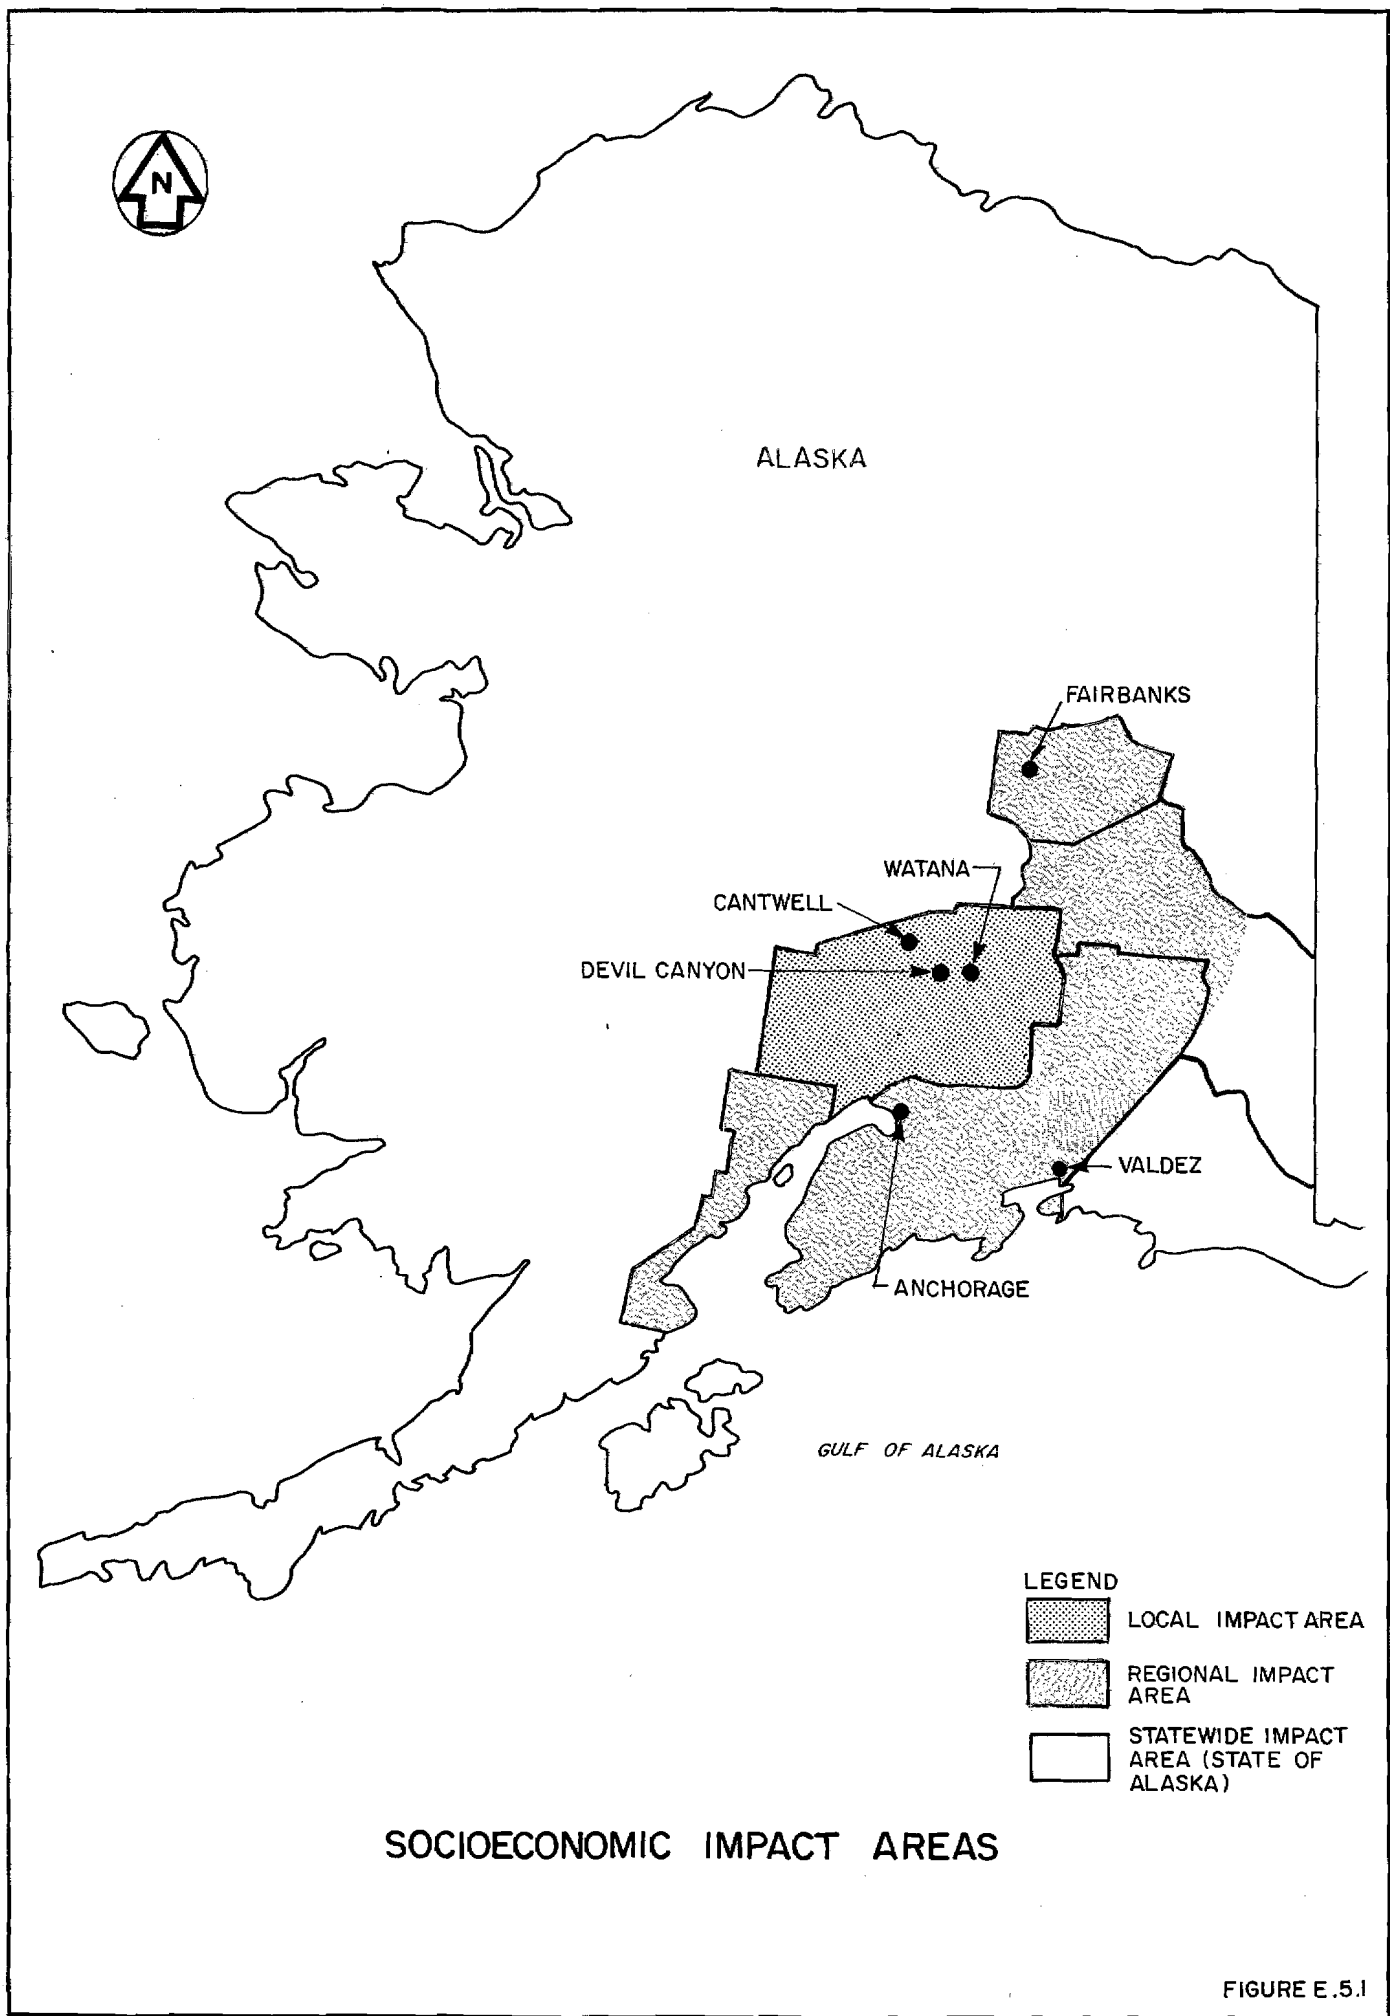 N
ALASKA
FAIRBANKS
WATANA
CANTWELL
DEVIL CANYON
VALDEZ
ANCHORAGE
GULF OF ALASKA
LEGEND
LOCAL IMPACT AREA
REGIONAL IMPACT
AREA
STATEWIDE IMPACT
AREA (STATE OF
ALASKA)
SOCIOECONOMIC IMPACT AREAS
FIGURE E.5.1